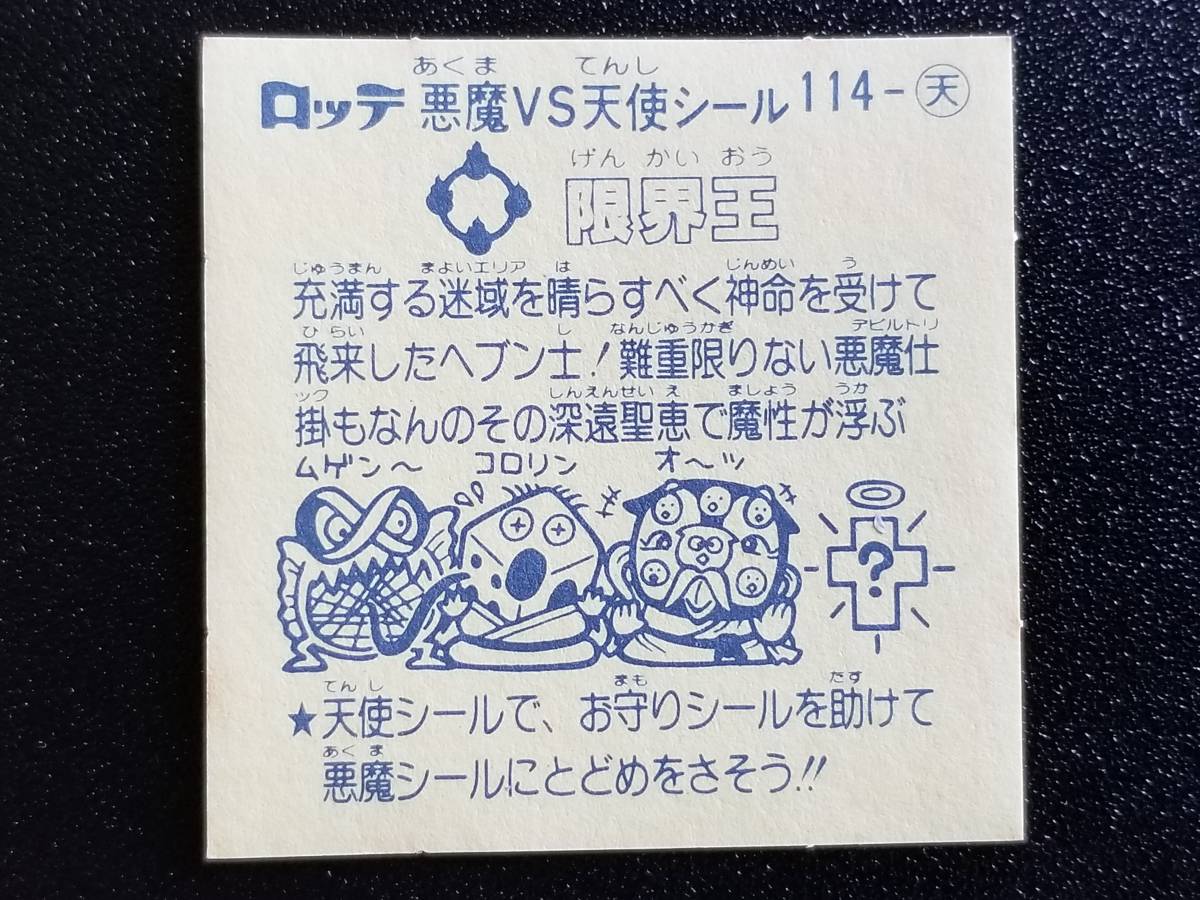 あくま てんし
ロッテ 悪魔VS天使シール 114-天
げん かい おう
限界王
じゅうまん まよいエリア は じんめい う
充満する迷域を晴らすべく神命を受けて
ひ らい し なんじゅうかぎ デビルトリ
飛来したヘブン士!難重限りない悪魔仕
ック しんえんせい え ましょう うか
掛もなんのその深遠聖恵で魔性が浮ぶ
ムゲン〜 コロリン オ〜ッ
?
てん し まも たす
★天使シールで、お守りシールを助けて
あく ま
悪魔シールにとどめをさそう!!